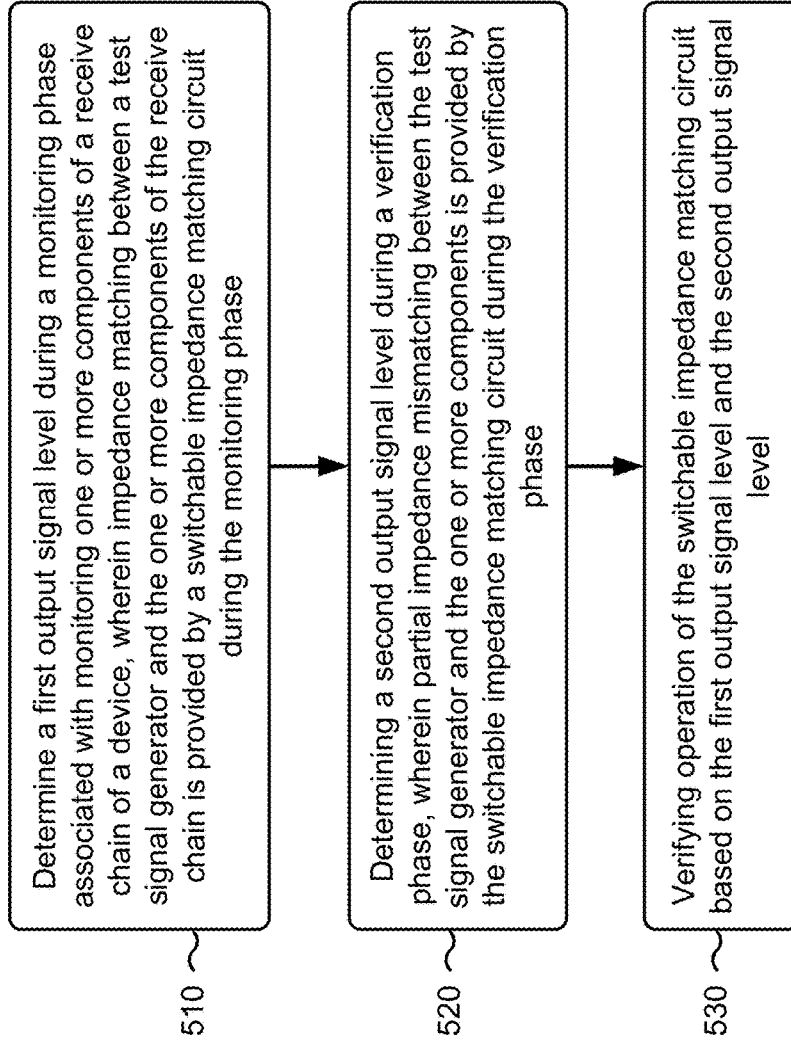 510
Determine a first output signal level during a monitoring phase
associated with monitoring one or more components of a receive
chain of a device, wherein impedance matching between a test
signal generator and the one or more components of the receive
chain is provided by a switchable impedance matching circuit
during the monitoring phase
520
Determining a second output signal level during a verification
phase, wherein partial impedance mismatching between the test
signal generator and the one or more components is provided by
the switchable impedance matching circuit during the verification
phase
530
Verifying operation of the switchable impedance matching circuit
based on the first output signal level and the second output signal
level